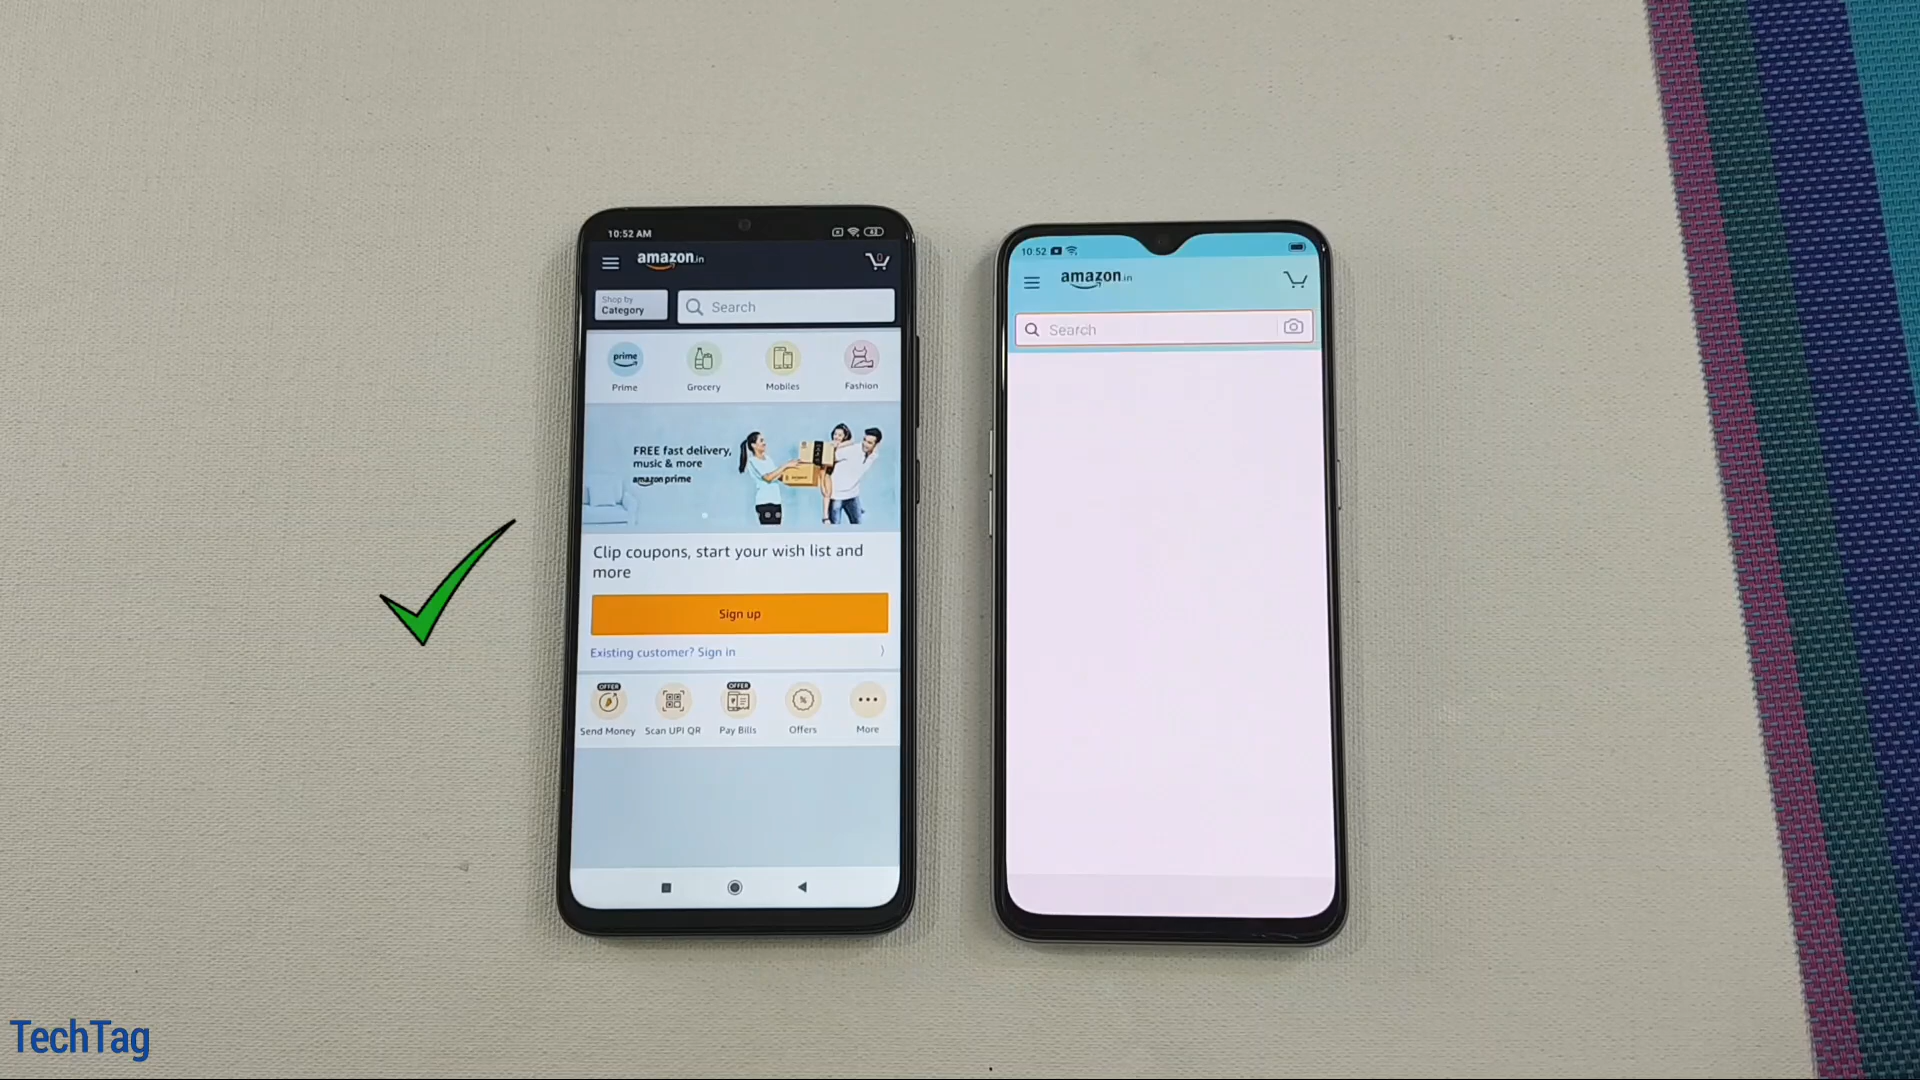 10:52 AM
amazon.in
0
Shop by
Category
Search
prime
Prime
Grocery
Mobiles
Fashion
FREE fast delivery,
music & more
amazon prime
Clip coupons, start your wish list and
more
Sign up
Existing customer? Sign in
OFFER
OFFER
Send Money
Scan UPI QR
Pay Bills
Offers
More
10:52
amazon.in
Search
TechTag